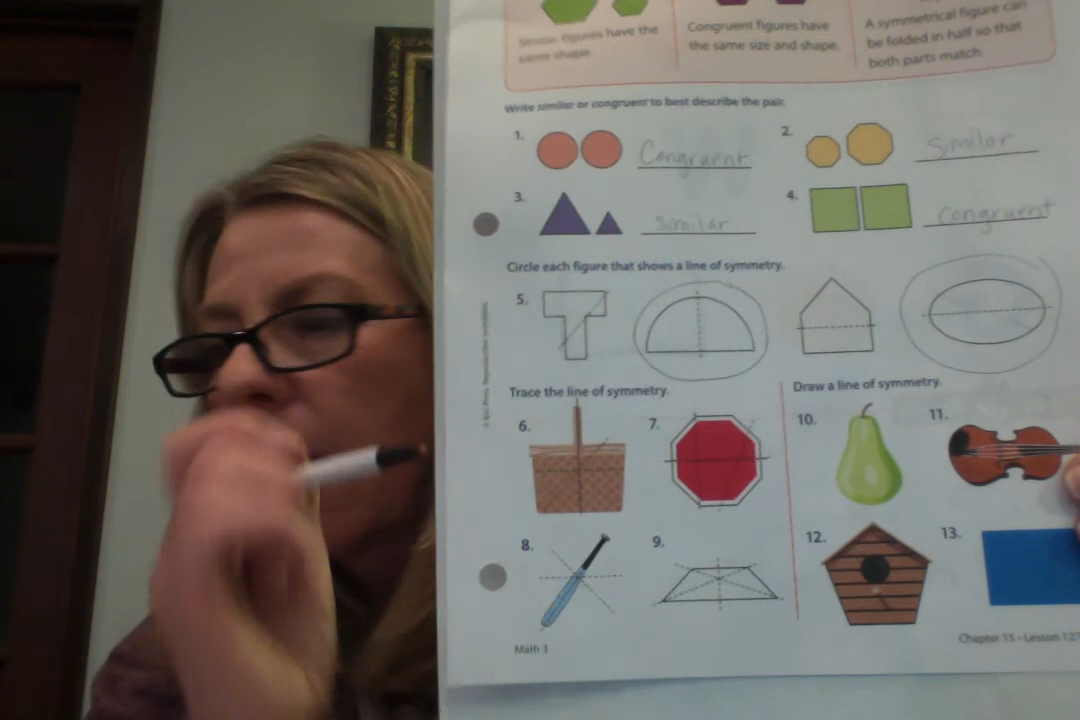 Similar figures have the
same shape.
Congruent figures have
the same size and shape.
A symmetrical figure can
be folded in half so that
both parts match.
Write similar or congruent to best describe the pair.
1. Congruent
2. Similar
3. Similar
4. Congruent
Circle each figure that shows a line of symmetry.
5.
Trace the line of symmetry.
Draw a line of symmetry.
6.
7.
10.
11.
8.
9.
12.
13.
Math 3
Chapter 15 • Lesson 127